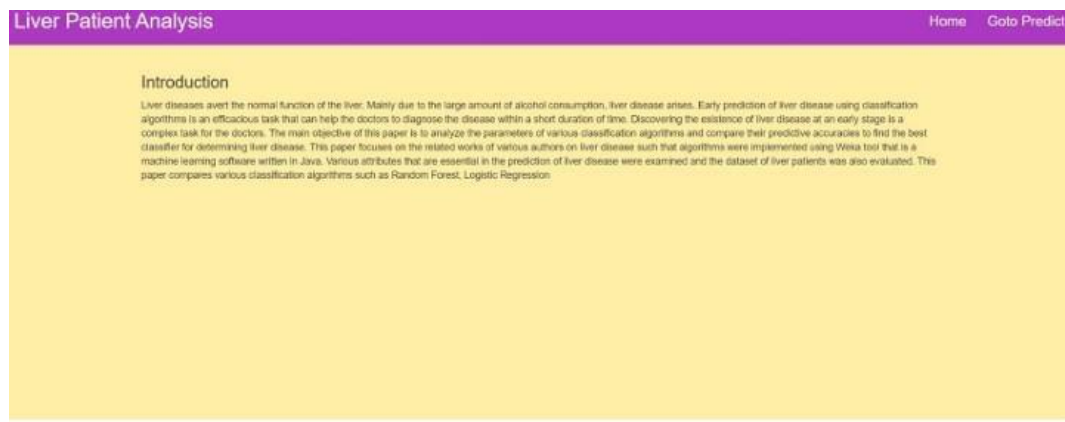 Liver Patient Analysis
Home Goto Predict
Introduction
Liver diseases avert the normal function of the liver. Mainly due to the large amount of alcohol consumption, liver disease arises. Early prediction of liver disease using classification
algorithms is an efficacious task that can help the doctors to diagnose the disease within a short duration of time. Discovering the existence of liver disease at an early stage is a
complex task for the doctors. The main objective of this paper is to analyze the parameters of various classification algorithms and compare their predictive accuracies to find the best
classifier for determining liver disease. This paper focuses on the related works of various authors on liver disease such that algorithms were implemented using Weka tool that is a
machine learning software written in Java. Various attributes that are essential in the prediction of liver disease were examined and the dataset of liver patients was also evaluated. This
paper compares various classification algorithms such as Random Forest, Logistic Regression